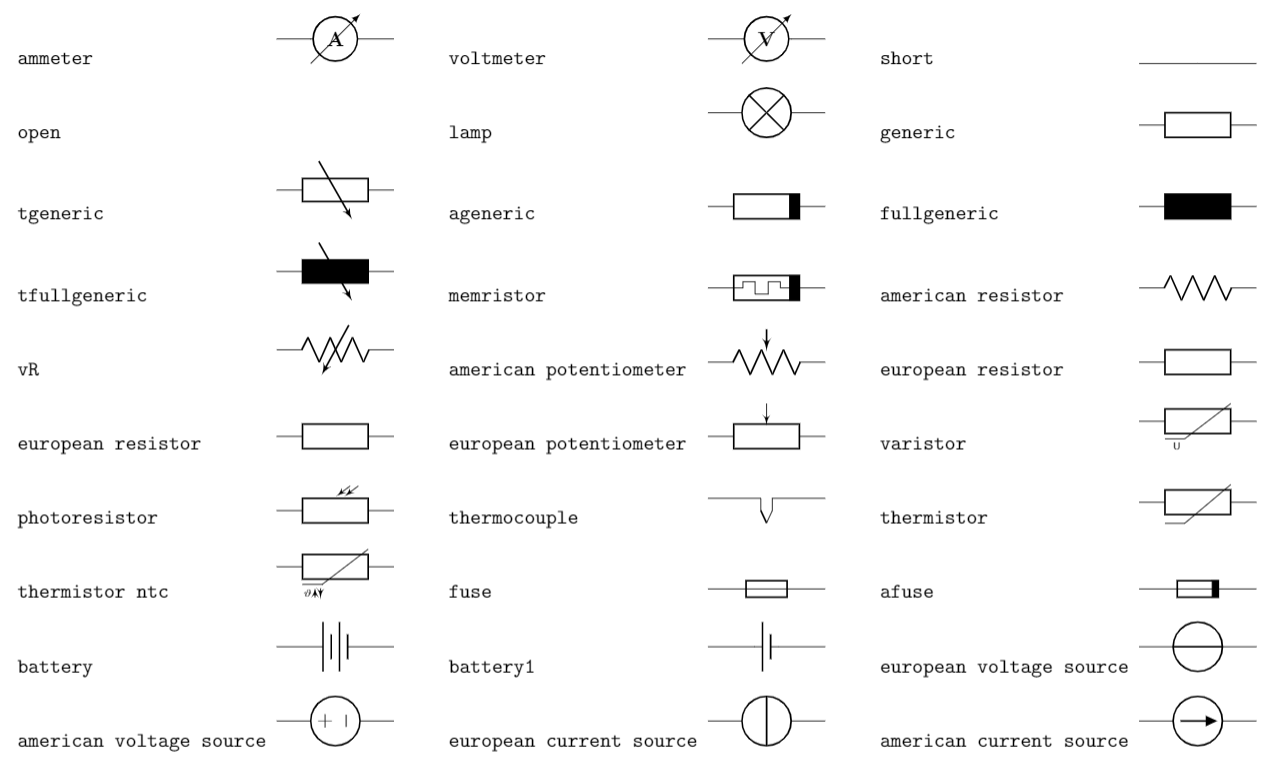 ammeter A voltmeter V short
open lamp generic
tgeneric ageneric fullgeneric
tfullgeneric memristor american resistor
vR american potentiometer european resistor
european resistor european potentiometer varistor U
photoresistor thermocouple thermistor
thermistor ntc ϑ fuse afuse
battery battery1 european voltage source
american voltage source + | european current source american current source